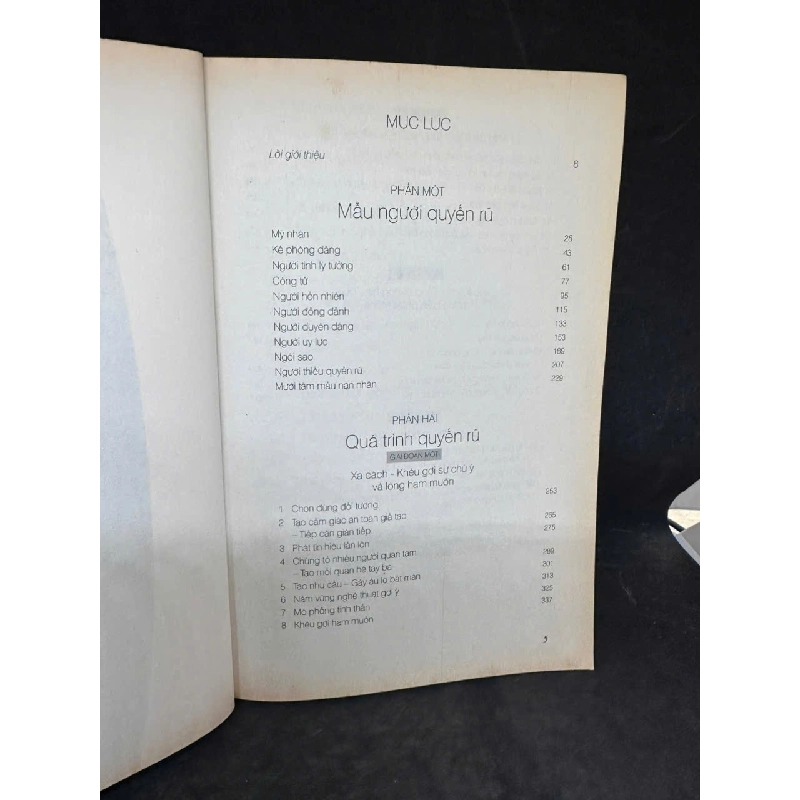 MỤC LỤC
Lời giới thiệu 8
PHẦN MỘT
Mẫu người quyến rũ
Mỹ nhân 25
Kẻ phóng đãng 43
Người tình lý tưởng 61
Công tử 77
Người hồn nhiên 95
Người đỏng đảnh 115
Người duyên dáng 133
Người uy lực 153
Ngôi sao 189
Người thiếu quyến rũ 207
Mười tám mẫu nạn nhân 229
PHẦN HAI
Quá trình quyến rũ
GIAI ĐOẠN MỘT
Xa cách – Khêu gợi sự chú ý
và lòng ham muốn 253
1 Chọn đúng đối tượng
2 Tạo cảm giác an toàn giả tạo 265
– Tiếp cận gián tiếp 275
3 Phát tín hiệu lẫn lộn
4 Chứng tỏ nhiều người quan tâm 289
– Tạo mối quan hệ tay ba 301
5 Tạo nhu cầu – Gây âu lo bất mãn 313
6 Nắm vững nghệ thuật gợi ý 325
7 Mô phỏng tinh thần 337
8 Khêu gợi ham muốn
5